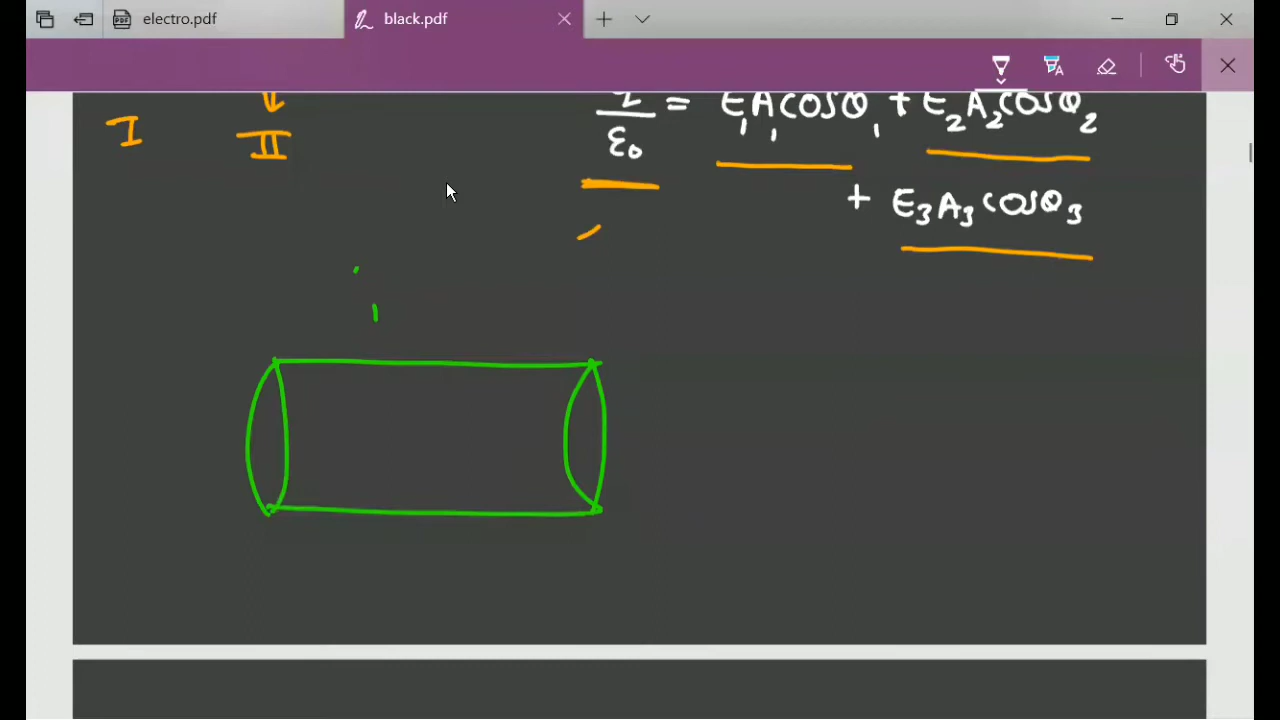 electro.pdf
black.pdf
I
II
= E₁A₁cosθ₁ + E₂A₂cosθ₂
ε₀
+ E₃A₃cosθ₃